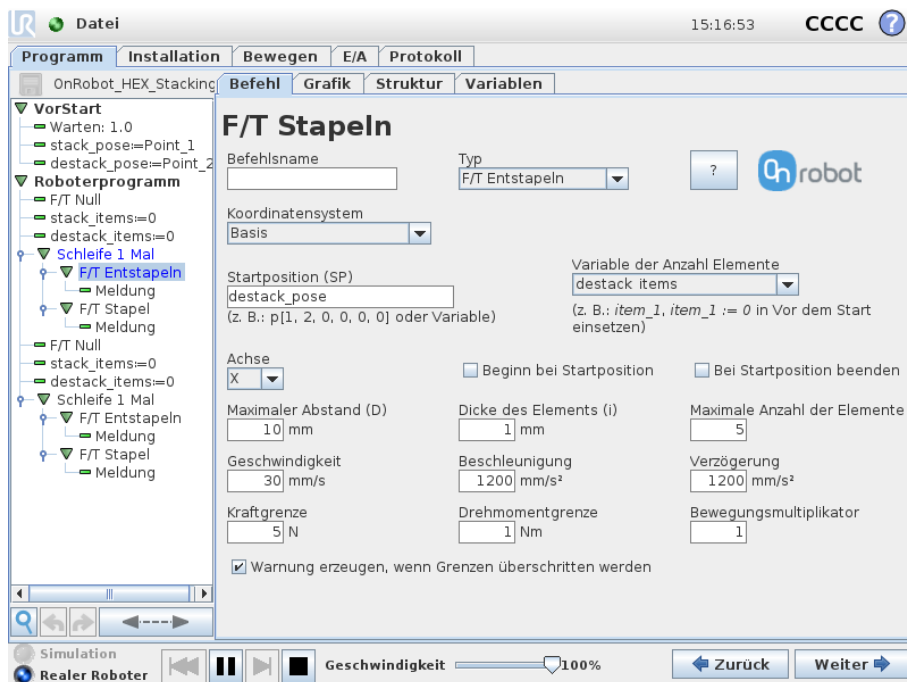 UR Datei 15:16:53 CCCC ?
Programm Installation Bewegen E/A Protokoll
OnRobot_HEX_Stacking Befehl Grafik Struktur Variablen
VorStart
Warten: 1.0
stack_pose:=Point_1
destack_pose:=Point_2
Roboterprogramm
F/T Null
stack_items:=0
destack_items:=0
Schleife 1 Mal
F/T Entstapeln
Meldung
F/T Stapel
Meldung
F/T Null
stack_items:=0
destack_items:=0
Schleife 1 Mal
F/T Entstapeln
Meldung
F/T Stapel
Meldung
F/T Stapeln
Befehlsname Typ
F/T Entstapeln ? On robot
Koordinatensystem
Basis
Startposition (SP) Variable der Anzahl Elemente
destack_pose destack items
(z. B.: p[1, 2, 0, 0, 0, 0] oder Variable) (z. B.: item_1, item_1 := 0 in Vor dem Start
einsetzen)
Achse
X Beginn bei Startposition Bei Startposition beenden
Maximaler Abstand (D) Dicke des Elements (i) Maximale Anzahl der Elemente
10 mm 1 mm 5
Geschwindigkeit Beschleunigung Verzögerung
30 mm/s 1200 mm/s² 1200 mm/s²
Kraftgrenze Drehmomentgrenze Bewegungsmultiplikator
5 N 1 Nm 1
Warnung erzeugen, wenn Grenzen überschritten werden
Simulation
Realer Roboter Geschwindigkeit 100% Zurück Weiter